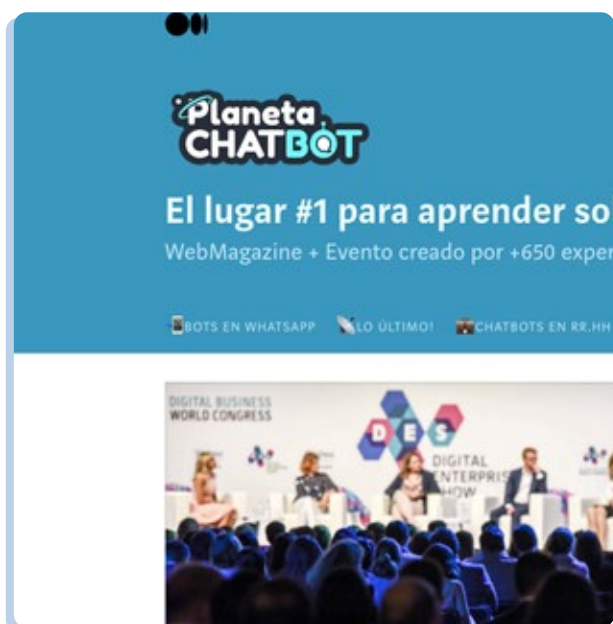 Planeta
CHATBOT
El lugar #1 para aprender so
WebMagazine + Evento creado por +650 exper
BOTS EN WHATSAPP LO ÚLTIMO! CHATBOTS EN RR.HH
DIGITAL BUSINESS
WORLD CONGRESS
DES
DIGITAL
ENTERPRIS
SHOW